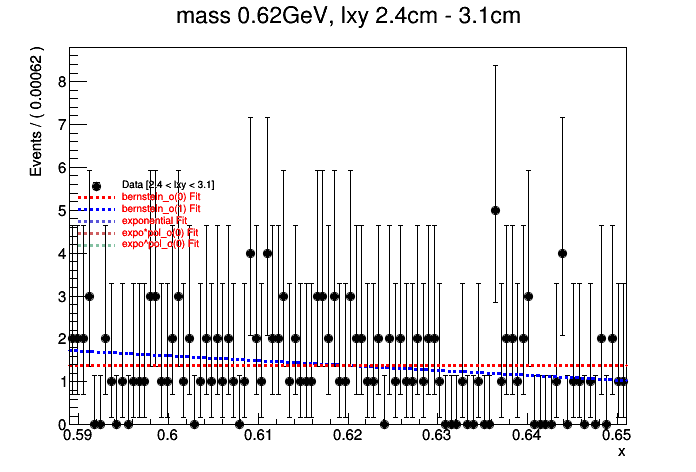 mass 0.62GeV, lxy 2.4cm - 3.1cm
Events / ( 0.00062 )
8
7
6
5
4
3
2
1
0
Data [2.4 < lxy < 3.1]
bernstein_o(0) Fit
bernstein_o(1) Fit
exponential Fit
expo*pol_o(0) Fit
expo^pol_o(0) Fit
0.59 0.6 0.61 0.62 0.63 0.64 0.65
x